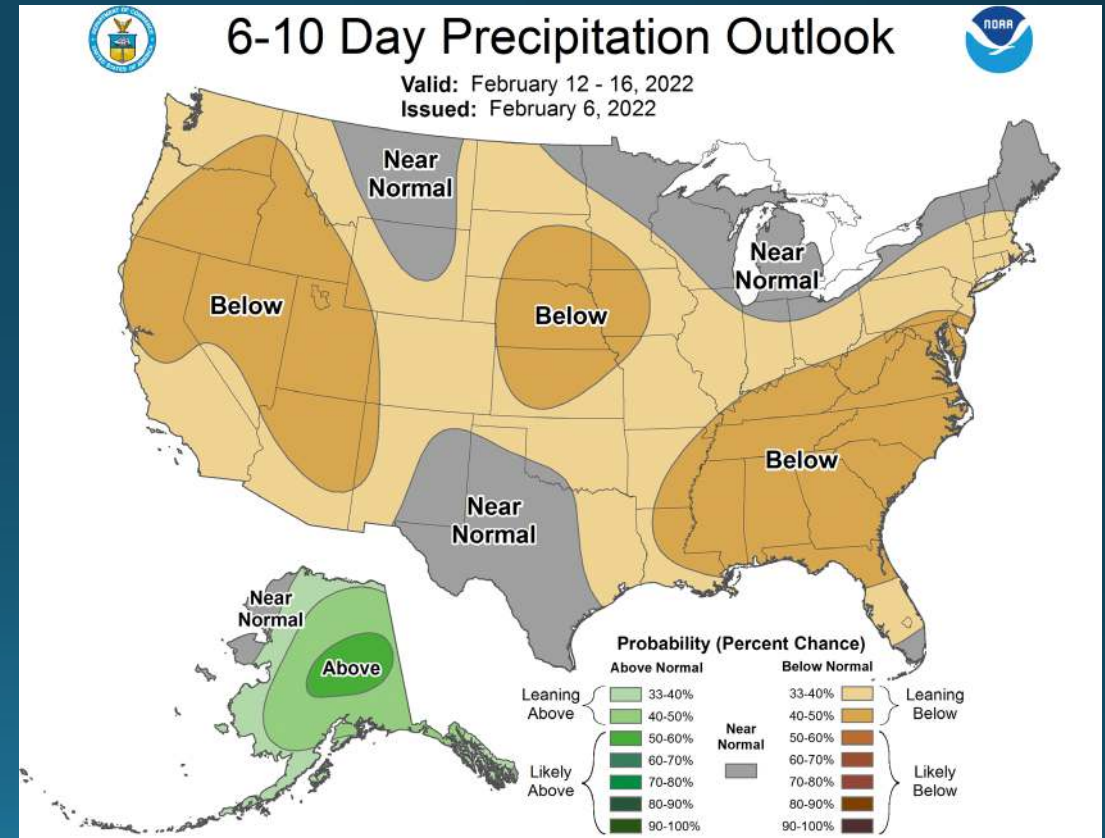 6-10 Day Precipitation Outlook
NOAA
Valid: February 12 - 16, 2022
Issued: February 6, 2022
Near
Normal
Near
Normal
Below
Below
Below
Near
Normal
Near
Normal
Above
Probability (Percent Chance)
Above Normal
Below Normal
Leaning
Above
33-40%
40-50%
Likely
Above
50-60%
60-70%
70-80%
80-90%
90-100%
Near
Normal
33-40%
40-50%
Leaning
Below
50-60%
60-70%
70-80%
80-90%
90-100%
Likely
Below